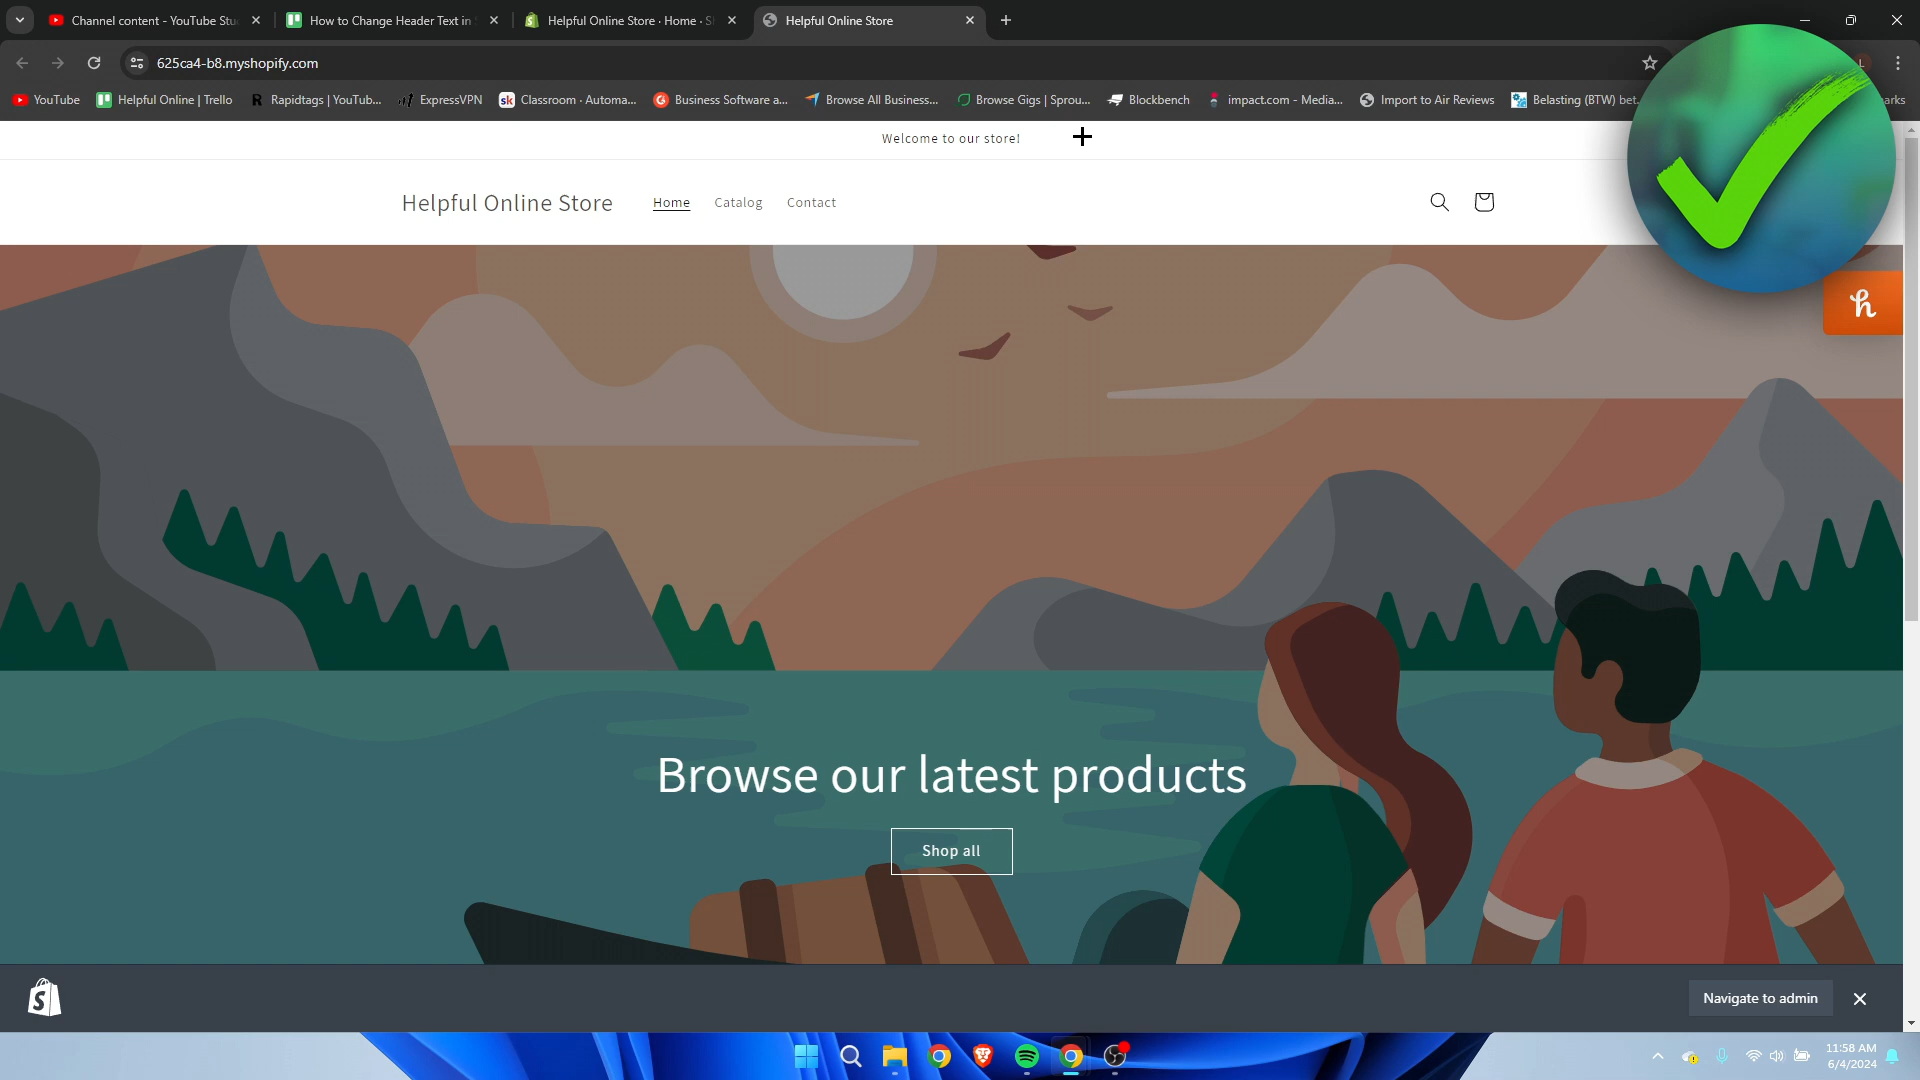 Channel content - YouTube Stu
How to Change Header Text in
Helpful Online Store · Home · S
Helpful Online Store
625ca4-b8.myshopify.com
YouTube
Helpful Online | Trello
Rapidtags | YouTub...
ExpressVPN
Classroom - Automa...
Business Software a...
Browse All Business...
Browse Gigs | Sprou...
Blockbench
impact.com - Media...
Import to Air Reviews
Belasting (BTW) bet..
arks
Welcome to our store!
Helpful Online Store
Home
Catalog
Contact
Browse our latest products
Shop all
Navigate to admin
11:58 AM
6/4/2024